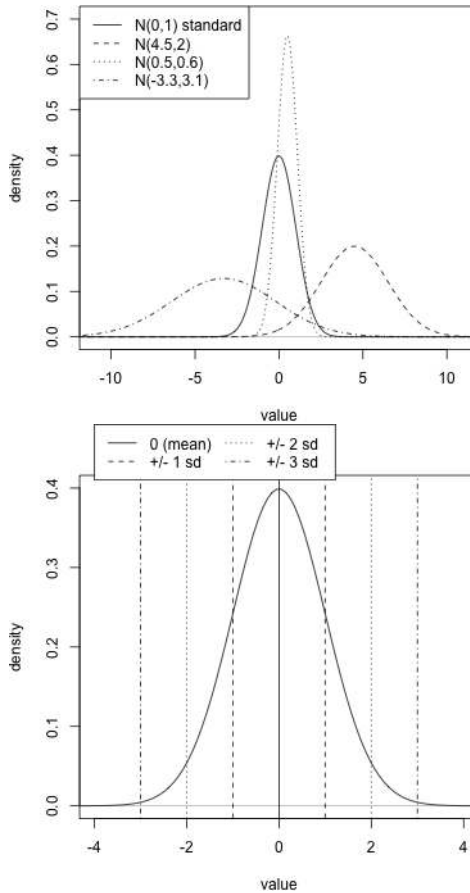 N(0,1) standard
N(4.5,2)
N(0.5,0.6)
N(-3.3,3.1)
density
0.7
0.6
0.5
0.4
0.3
0.2
0.1
0.0
-10 -5 0 5 10
value
0 (mean) +/- 2 sd
+/- 1 sd +/- 3 sd
density
0.4
0.3
0.2
0.1
0.0
-4 -2 0 2 4
value